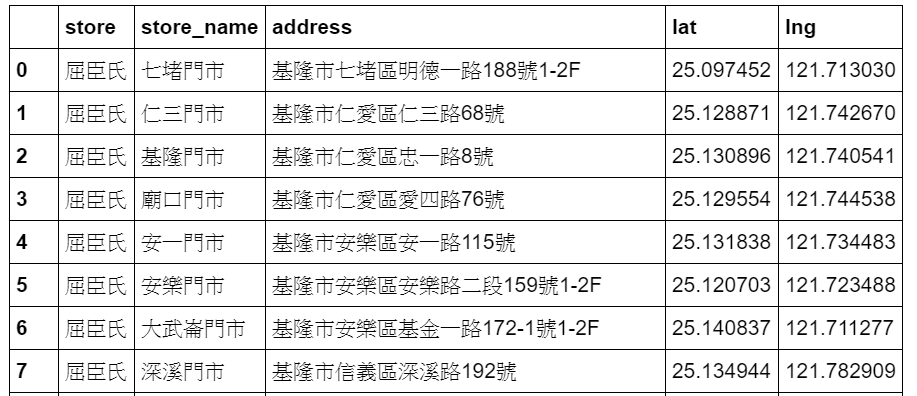 store store_name address lat lng
0 屈臣氏 七堵門市 基隆市七堵區明德一路188號1-2F 25.097452 121.713030
1 屈臣氏 仁三門市 基隆市仁愛區仁三路68號 25.128871 121.742670
2 屈臣氏 基隆門市 基隆市仁愛區忠一路8號 25.130896 121.740541
3 屈臣氏 廟口門市 基隆市仁愛區愛四路76號 25.129554 121.744538
4 屈臣氏 安一門市 基隆市安樂區安一路115號 25.131838 121.734483
5 屈臣氏 安樂門市 基隆市安樂區安樂路二段159號1-2F 25.120703 121.723488
6 屈臣氏 大武崙門市 基隆市安樂區基金一路172-1號1-2F 25.140837 121.711277
7 屈臣氏 深溪門市 基隆市信義區深溪路192號 25.134944 121.782909